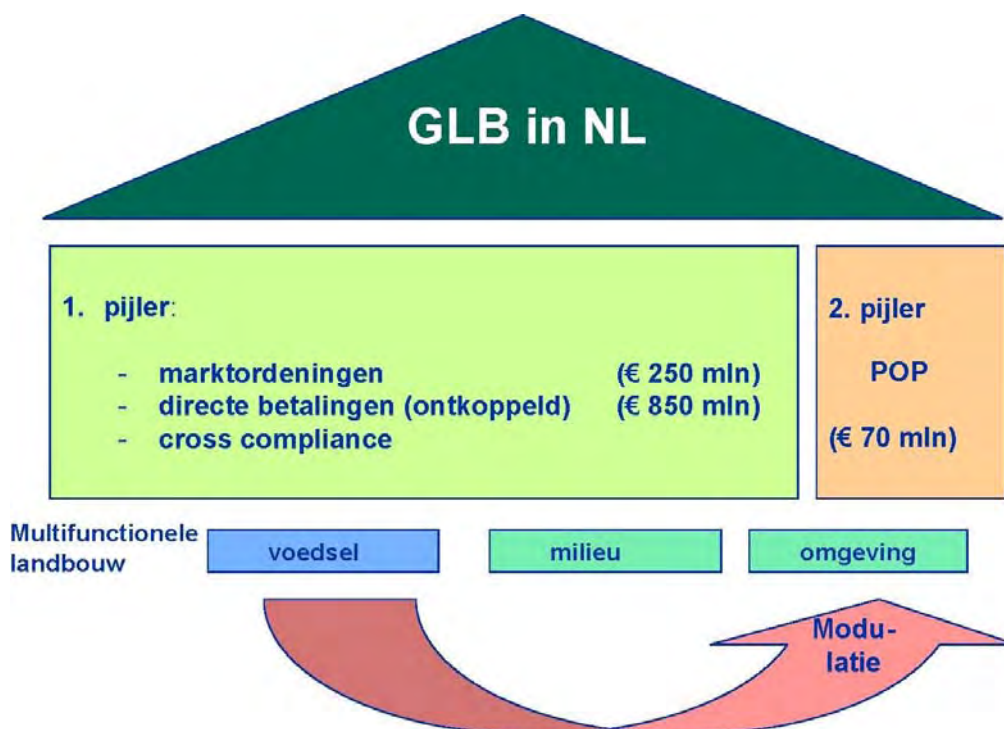 GLB in NL
1. pijler:
- marktordeningen (€ 250 mln)
- directe betalingen (ontkoppeld) (€ 850 mln)
- cross compliance
2. pijler
POP
(€ 70 mln)
Multifunctionele
landbouw
voedsel
milieu
omgeving
Modu-
latie